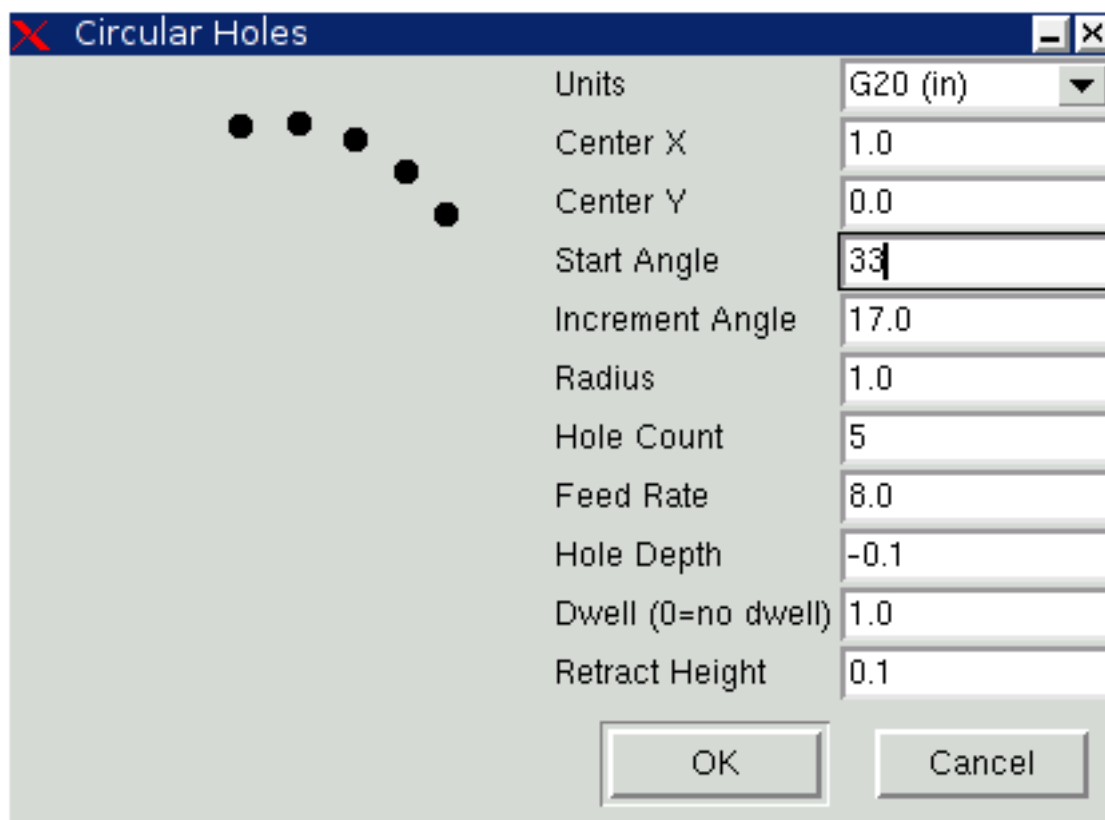 Circular Holes
Units G20 (in)
Center X 1.0
Center Y 0.0
Start Angle 33
Increment Angle 17.0
Radius 1.0
Hole Count 5
Feed Rate 8.0
Hole Depth -0.1
Dwell (0=no dwell) 1.0
Retract Height 0.1
OK Cancel